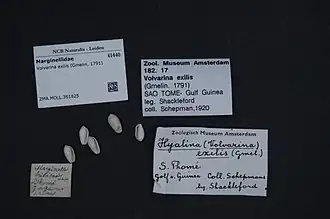 NCB Naturalis - Leiden
Marginellidae
Volvarina exilis (Gmelin, 1791)
ZMA.MOLL.381825
Zool. Museum Amsterdam
182. 17
Volvarina exilis
(Gmelin, 1791)
SAO TOME- Gulf Guinea
leg. Shackleford
coll. Schepman,1920
Zoologisch Museum Amsterdam
Hyalina (Volvarina)
exilis (Gmel)
S. Thomé
Golf v. Guinea Coll. Schepman
leg. Shackleford
Marginella